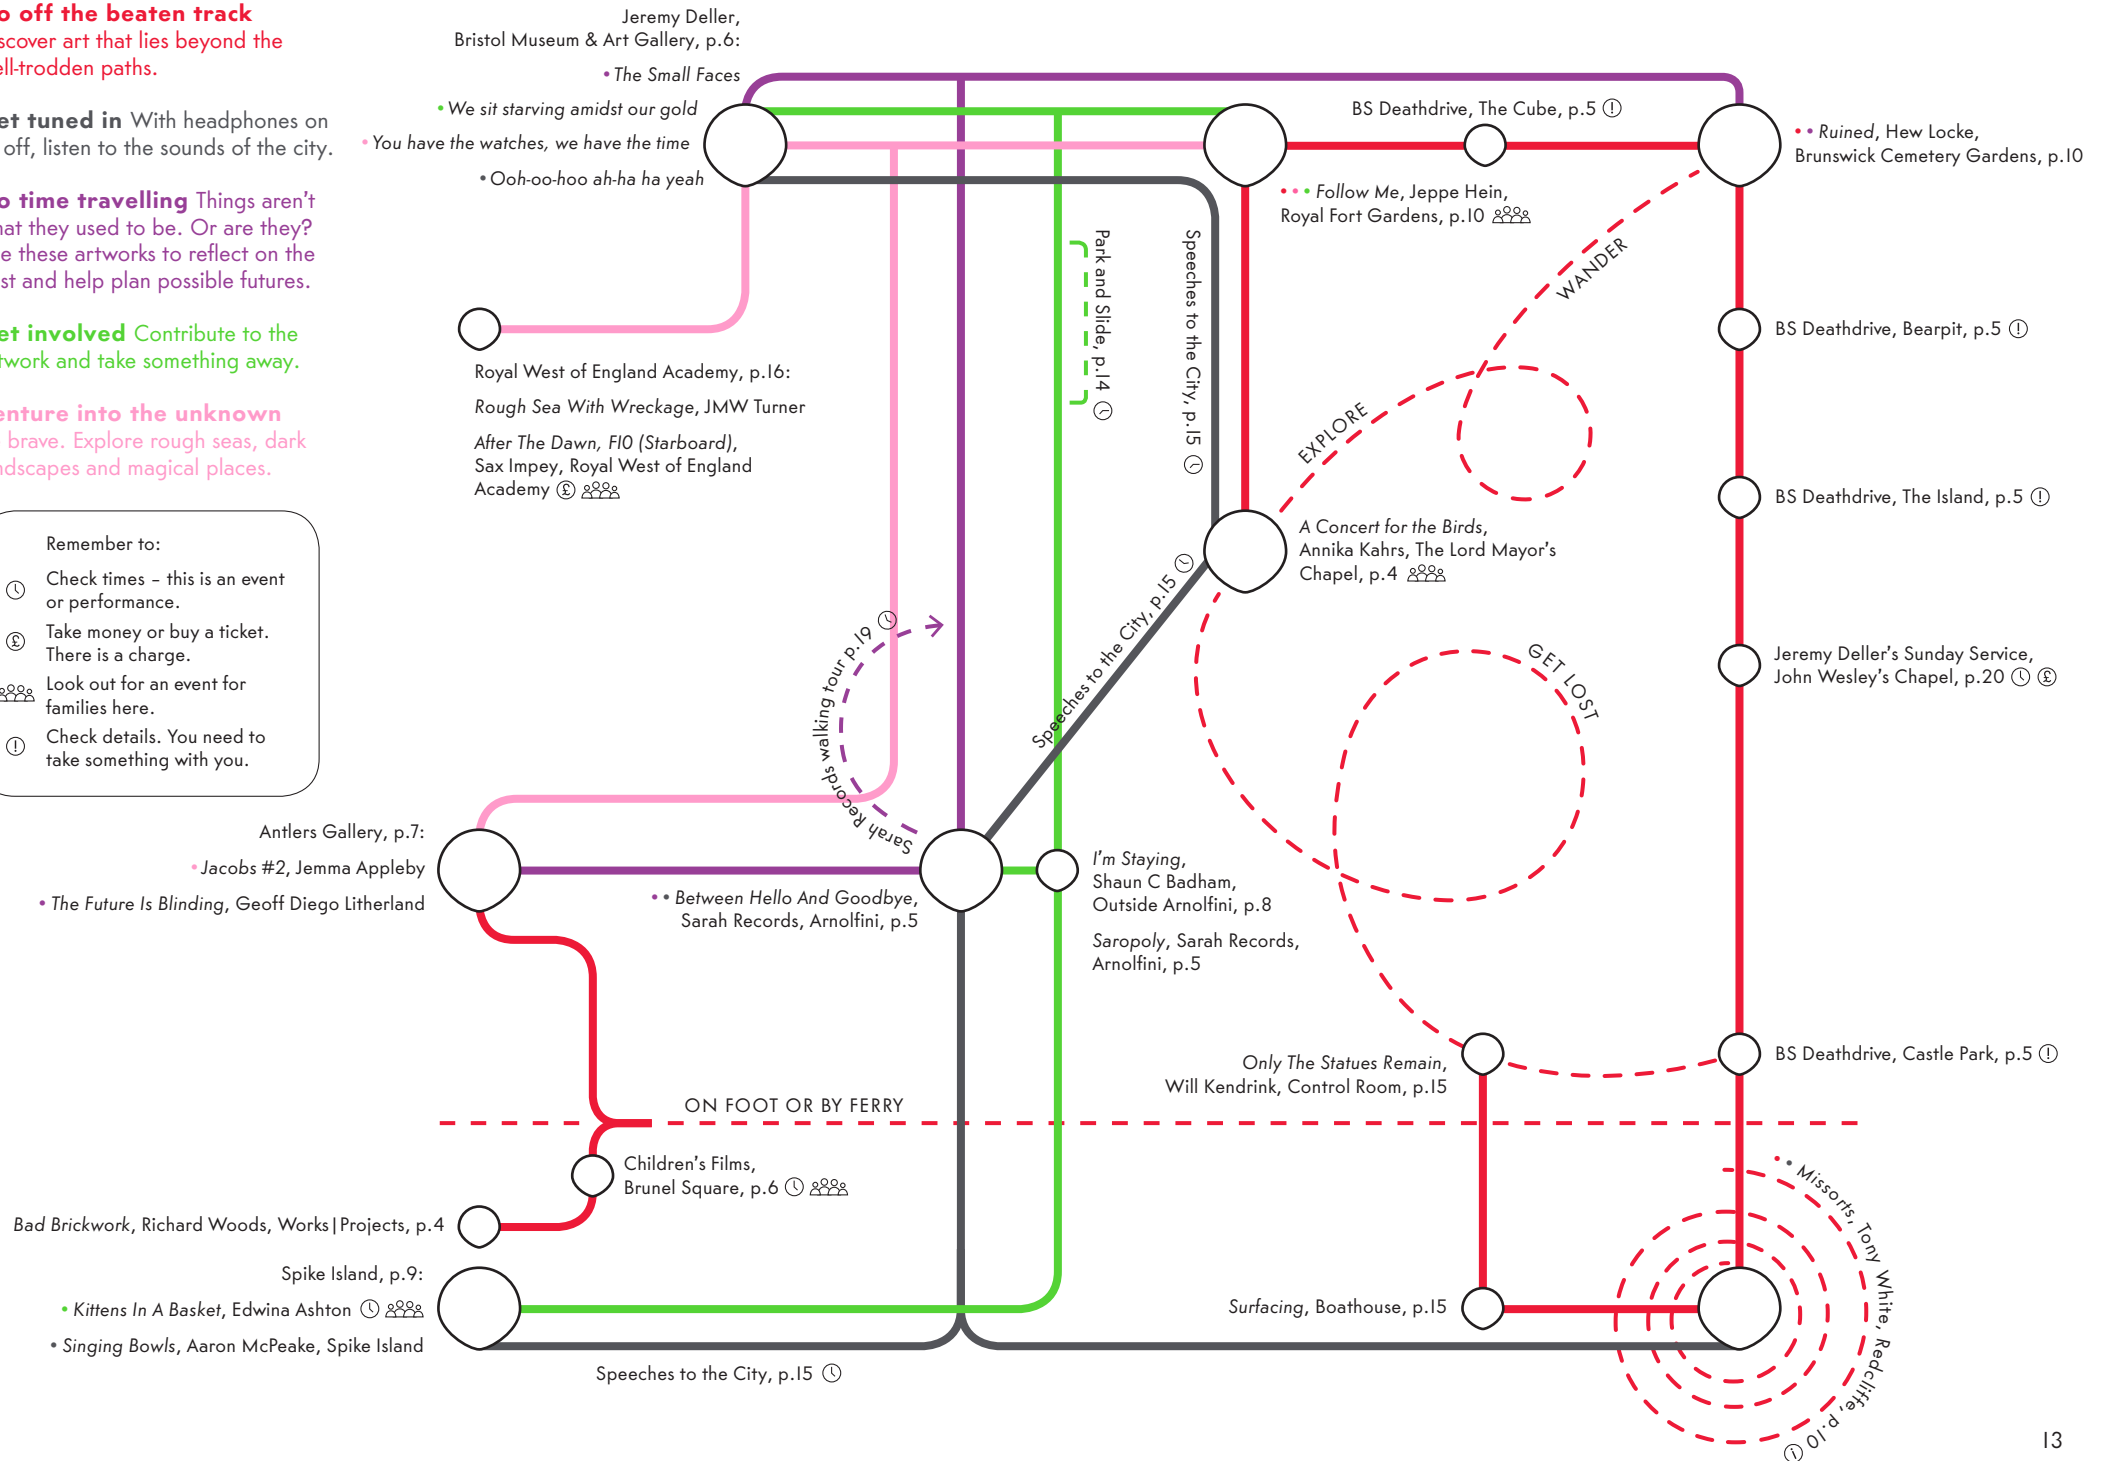 o off the beaten track
scover art that lies beyond the
ell-trodden paths.
et tuned in With headphones on
off, listen to the sounds of the city.
o time travelling Things aren't
hat they used to be. Or are they?
e these artworks to reflect on the
st and help plan possible futures.
et involved Contribute to the
twork and take something away.
enture into the unknown
brave. Explore rough seas, dark
ndscapes and magical places.
Remember to:
Check times – this is an event
or performance.
£ Take money or buy a ticket.
There is a charge.
Look out for an event for
families here.
! Check details. You need to
take something with you.
Jeremy Deller,
Bristol Museum & Art Gallery, p.6:
• The Small Faces
• We sit starving amidst our gold
• You have the watches, we have the time
• Ooh-oo-hoo ah-ha ha yeah
BS Deathdrive, The Cube, p.5 !
• • Ruined, Hew Locke,
Brunswick Cemetery Gardens, p.10
• • • Follow Me, Jeppe Hein,
Royal Fort Gardens, p.10
Park and Slide, p.14
Speeches to the City, p.15
WANDER
EXPLORE
BS Deathdrive, Bearpit, p.5 !
Royal West of England Academy, p.16:
Rough Sea With Wreckage, JMW Turner
After The Dawn, F10 (Starboard),
Sax Impey, Royal West of England
Academy £
BS Deathdrive, The Island, p.5 !
A Concert for the Birds,
Annika Kahrs, The Lord Mayor's
Chapel, p.4
Speeches to the City, p.15
Sarah Records walking tour p.19
GET LOST
Jeremy Deller's Sunday Service,
John Wesley's Chapel, p.20 £
Antlers Gallery, p.7:
• Jacobs #2, Jemma Appleby
• The Future Is Blinding, Geoff Diego Litherland
• • Between Hello And Goodbye,
Sarah Records, Arnolfini, p.5
I'm Staying,
Shaun C Badham,
Outside Arnolfini, p.8
Saropoly, Sarah Records,
Arnolfini, p.5
Only The Statues Remain,
Will Kendrink, Control Room, p.15
BS Deathdrive, Castle Park, p.5 !
ON FOOT OR BY FERRY
Children's Films,
Brunel Square, p.6
Bad Brickwork, Richard Woods, Works|Projects, p.4
Spike Island, p.9:
• Kittens In A Basket, Edwina Ashton
• Singing Bowls, Aaron McPeake, Spike Island
Speeches to the City, p.15
Surfacing, Boathouse, p.15
• • Missorts, Tony White, Redcliffe, p.10 i
13